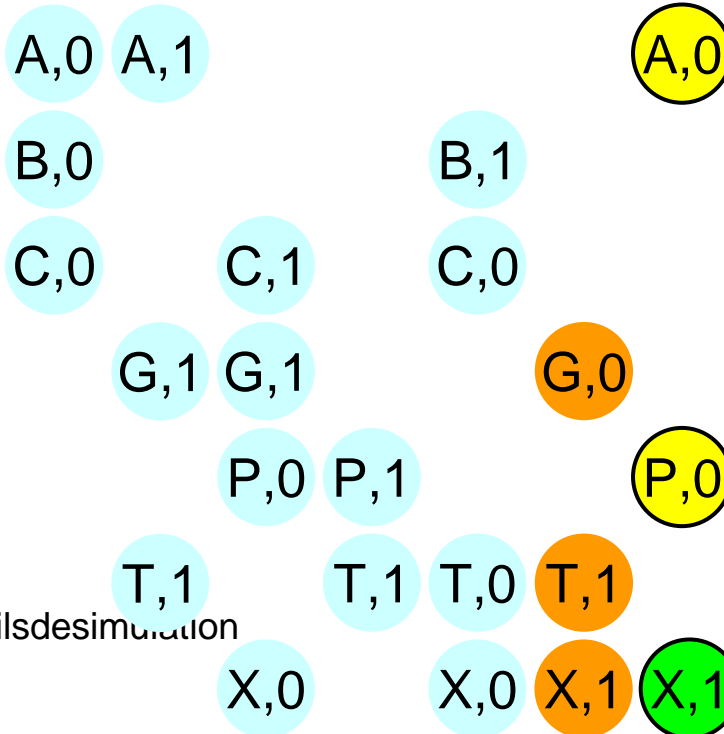 A,0 A,1 A,0
B,0 B,1
C,0 C,1 C,0
G,1 G,1 G,0
P,0 P,1 P,0
T,1 T,1 T,0 T,1
ilsdesimulation
X,0 X,0 X,1 X,1